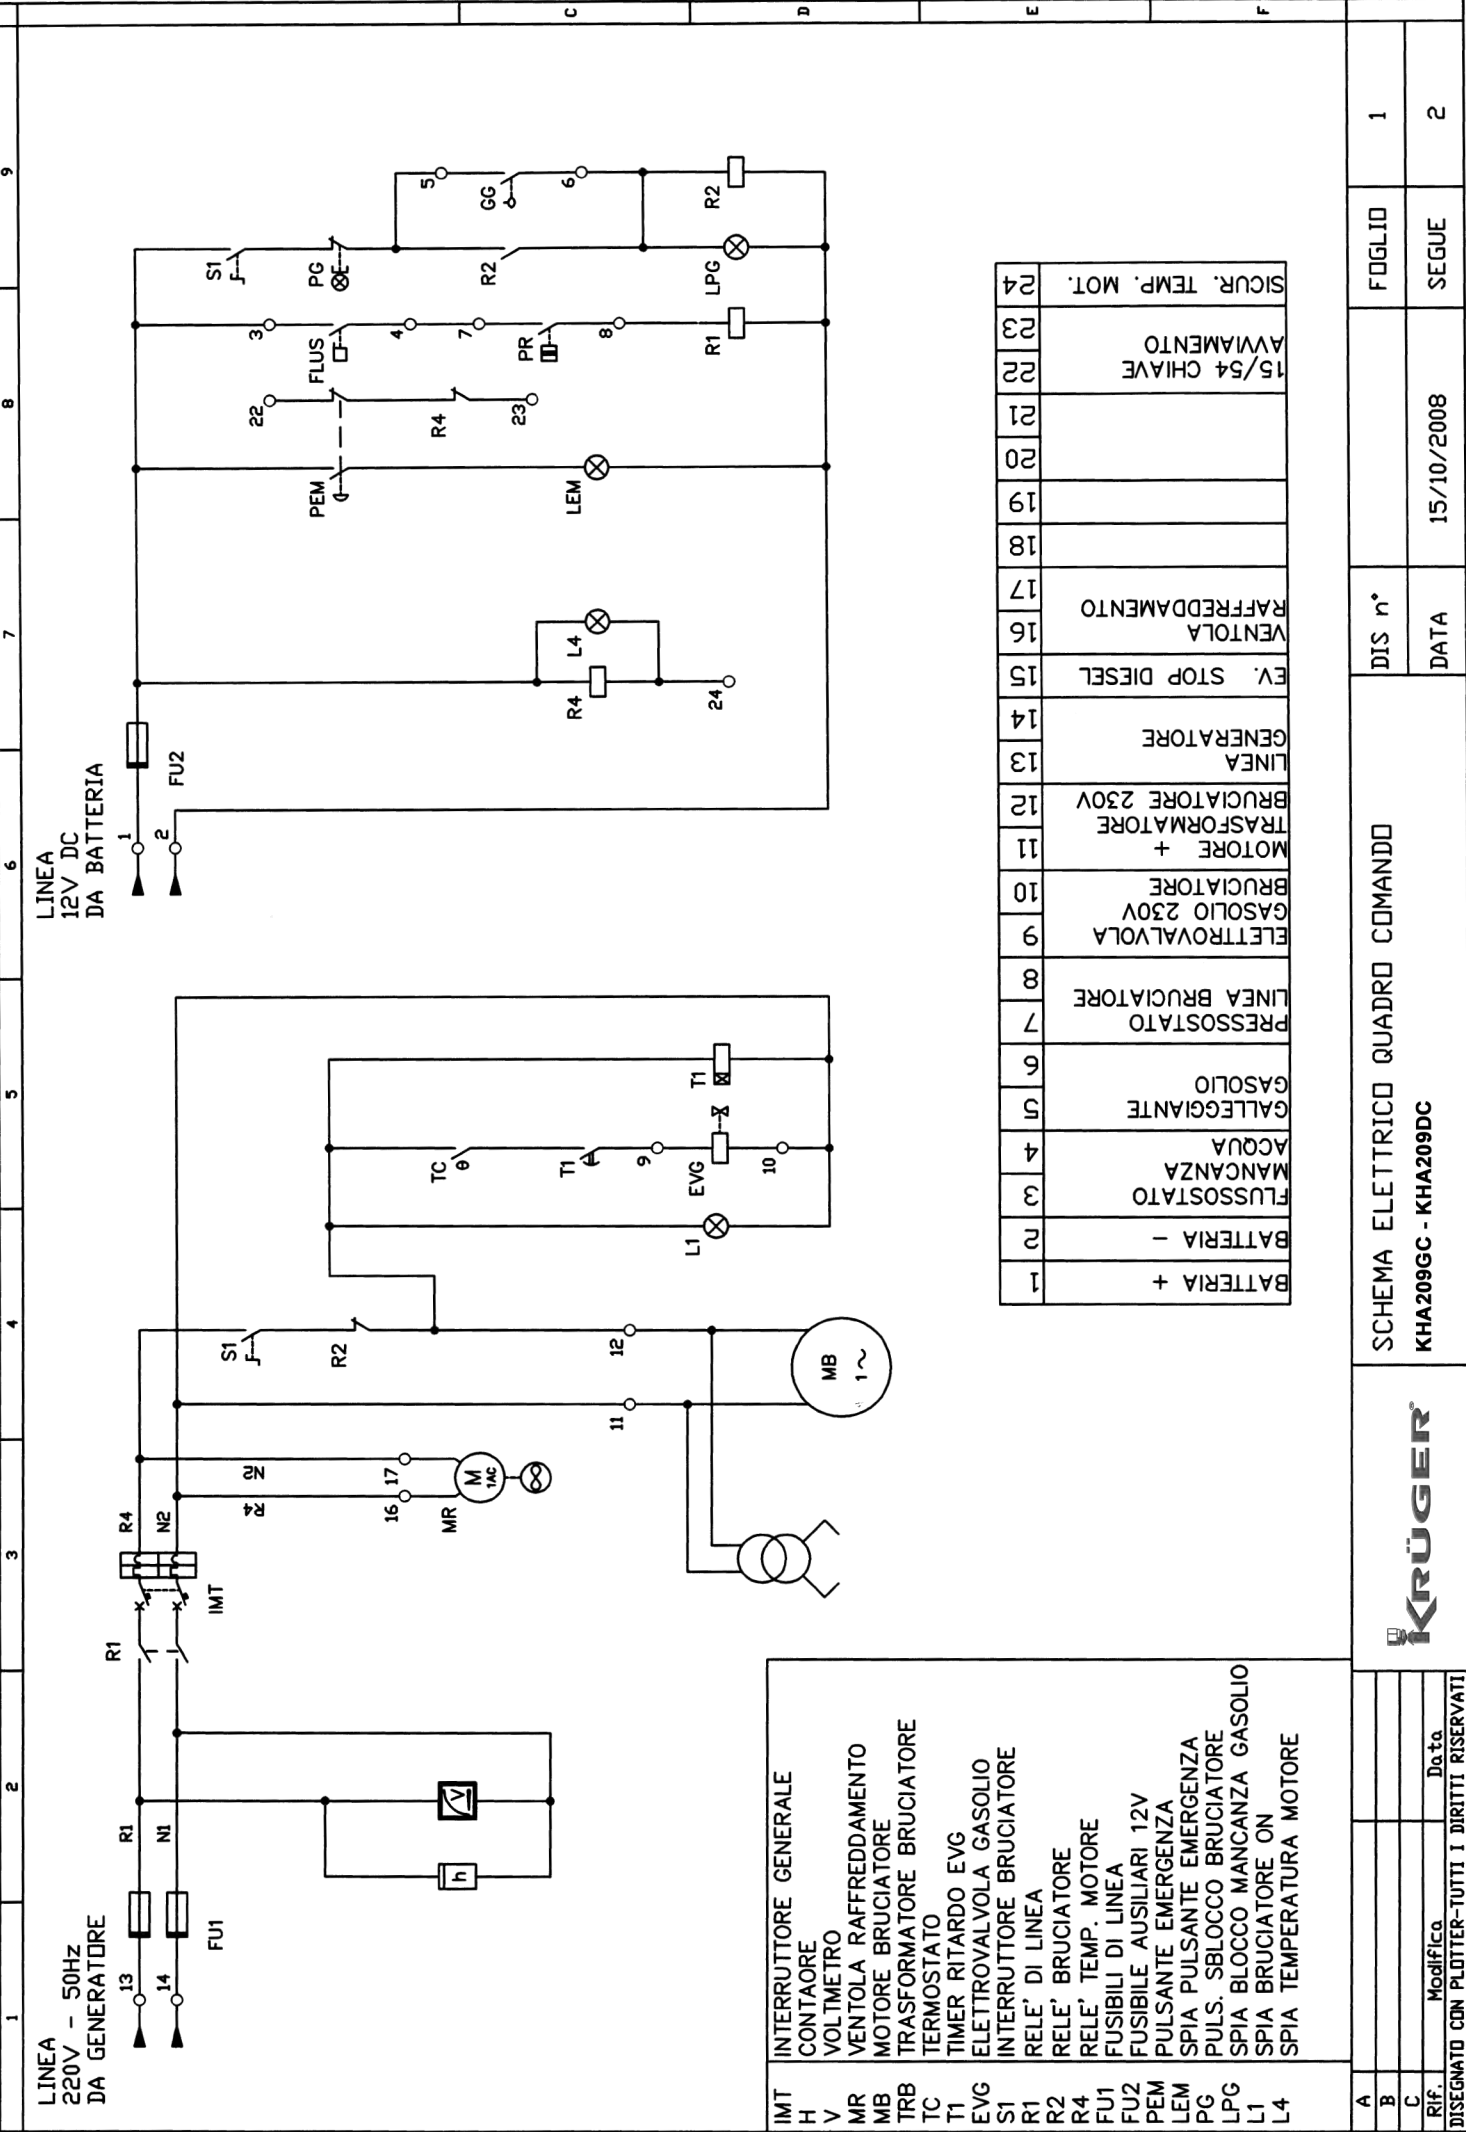 1 2 3 4 5 6 7 8 9
C D E F
LINEA
220V - 50Hz
DA GENERATORE
13
14
FU1
R1
N1
h
V
R1
IMT
R4
N2
R4
N2
16
17
MR
M
1AC
S1
R2
11
12
MB
1~
L1
TC
θ
T1
9
EVG
10
T1
LINEA
12V DC
DA BATTERIA
1
2
FU2
R4
L4
24
PEM
LEM
22
R4
23
3
FLUS
4
7
PR
8
R1
S1
PG
R2
LPG
5
GG
6
R2
IMT INTERRUTTORE GENERALE
H CONTAORE
V VOLTMETRO
MR VENTOLA RAFFREDDAMENTO
MB MOTORE BRUCIATORE
TRB TRASFORMATORE BRUCIATORE
TC TERMOSTATO
T1 TIMER RITARDO EVG
EVG ELETTROVALVOLA GASOLIO
S1 INTERRUTTORE BRUCIATORE
R1 RELE' DI LINEA
R2 RELE' BRUCIATORE
R4 RELE' TEMP. MOTORE
FU1 FUSIBILI DI LINEA
FU2 FUSIBILE AUSILIARI 12V
PEM PULSANTE EMERGENZA
LEM SPIA PULSANTE EMERGENZA
PG PULS. SBLOCCO BRUCIATORE
LPG SPIA BLOCCO MANCANZA GASOLIO
L1 SPIA BRUCIATORE ON
L4 SPIA TEMPERATURA MOTORE
1 BATTERIA +
2 BATTERIA -
3 4 FLUSSOSTATO
MANCANZA
ACQUA
5 6 GALLEGGIANTE
GASOLIO
7 8 PRESSOSTATO
LINEA BRUCIATORE
9 10 ELETTROVALVOLA
GASOLIO 230V
BRUCIATORE
11 12 MOTORE +
TRASFORMATORE
BRUCIATORE 230V
13 14 LINEA
GENERATORE
15 EV. STOP DIESEL
16 17 VENTOLA
RAFFREDDAMENTO
18
19
20
21
22 23 15/54 CHIAVE
AVVIAMENTO
24 SICUR. TEMP. MOT.
A
B
C
Rif. Modifica Data
DISEGNATO CON PLOTTER-TUTTI I DIRITTI RISERVATI
KRÜGER®
SCHEMA ELETTRICO QUADRO COMANDO
KHA209GC - KHA209DC
DIS n°
DATA 15/10/2008
FOGLIO 1
SEGUE 2